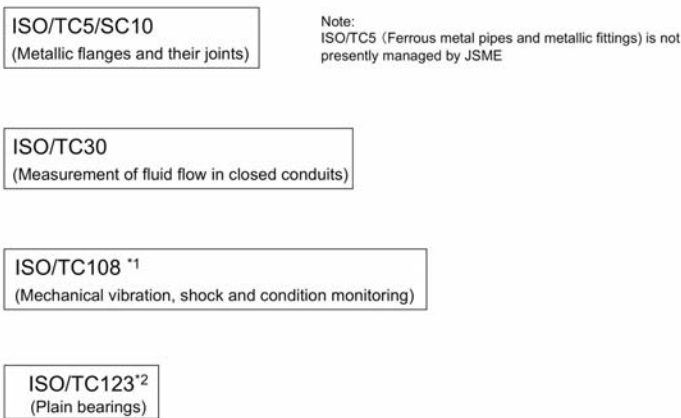 ISO/TC5/SC10
(Metallic flanges and their joints)
Note:
ISO/TC5 (Ferrous metal pipes and metallic fittings) is not
presently managed by JSME
ISO/TC30
(Measurement of fluid flow in closed conduits)
ISO/TC108 *1
(Mechanical vibration, shock and condition monitoring)
ISO/TC123*2
(Plain bearings)